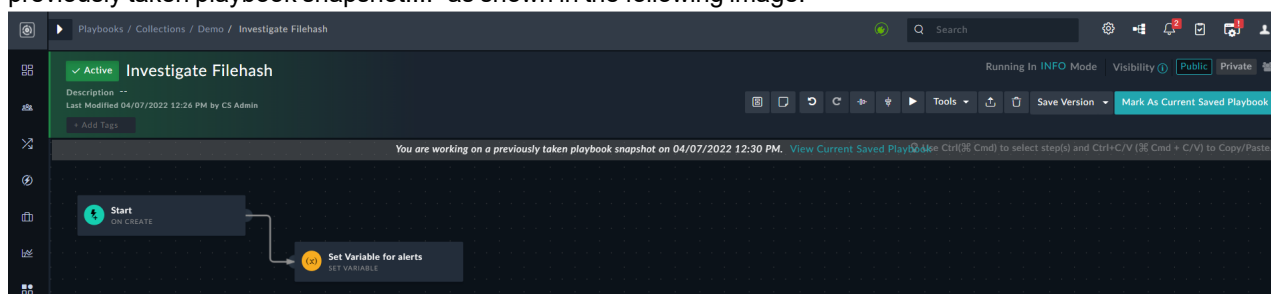 previously taken playbook snapshot...." as shown in the following image:
Playbooks / Collections / Demo / Investigate Filehash
Search
2
Active Investigate Filehash
Running In INFO Mode Visibility Public Private
Description --
Last Modified 04/07/2022 12:26 PM by CS Admin
Tools Save Version Mark As Current Saved Playbook
+ Add Tags
You are working on a previously taken playbook snapshot on 04/07/2022 12:30 PM. View Current Saved Playbook Use Ctrl(⌘ Cmd) to select step(s) and Ctrl+C/V (⌘ Cmd + C/V) to Copy/Paste
Start
ON CREATE
(x) Set Variable for alerts
SET VARIABLE